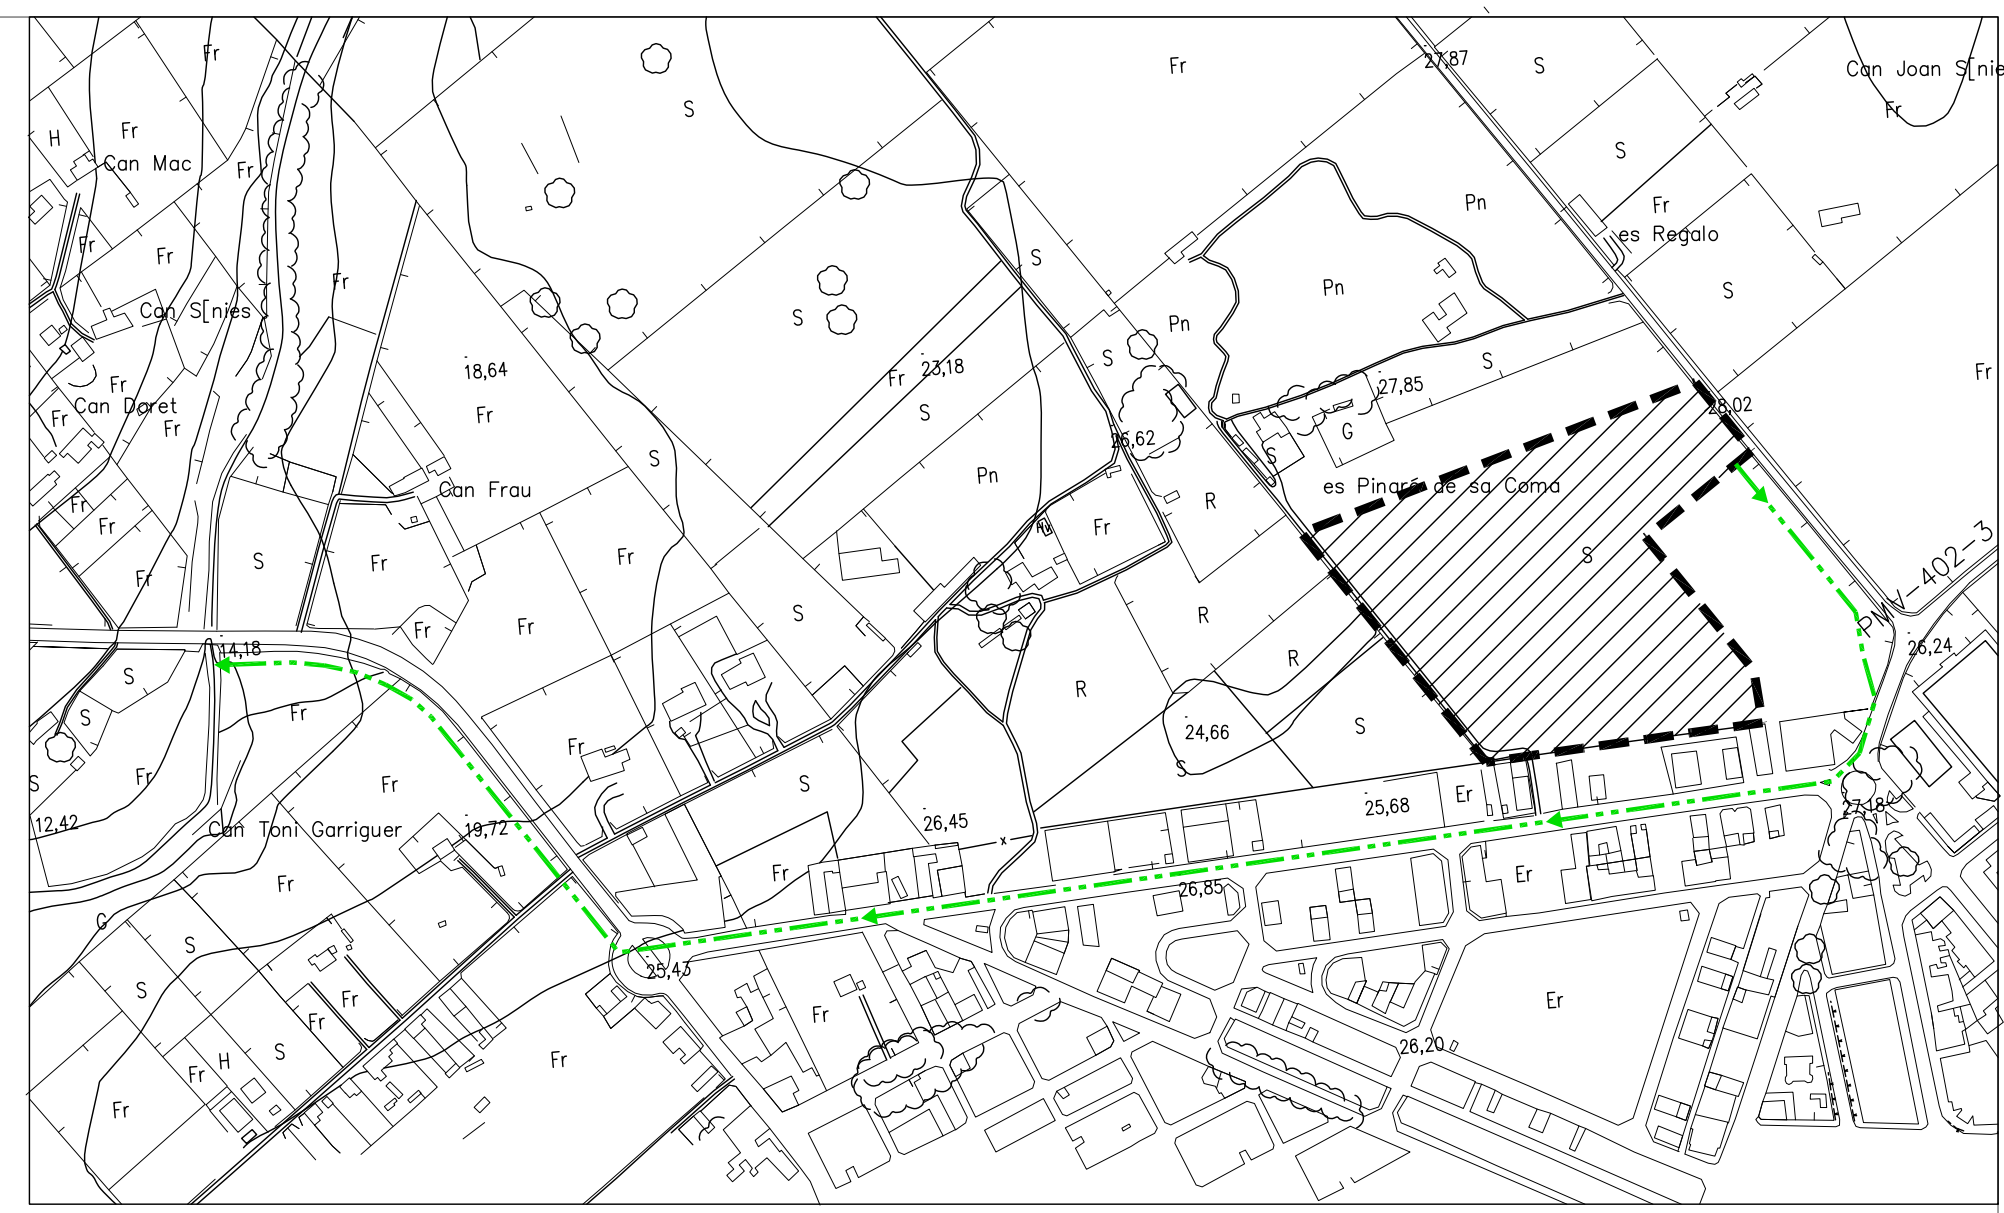 Fr
Fr
27,87
S
Can Joan S[nie
S
Fr
H
Fr
Can Mac
Fr
S
Pn
Fr
es Regalo
Fr
Fr
S
Fr
Can S[nies
S
Pn
S
Pn
18,64
Fr
23,18
S
S
27,85
Fr
Fr
Can Doret
Fr
Fr
Fr
S
28,02
G
26,62
S
S
Pn
Can Frau
es Pinaró de sa Coma
R
Fr
Fr
Fr
S
Fr
Fr
S
PMV-402-3
Fr
Fr
Fr
S
R
14,18
R
26,24
S
R
Fr
S
S
24,66
Fr
S
Fr
S
Fr
S
Er
25,68
27,18
12,42
Can Toni Garriguer
19,72
26,45
Fr
Fr
Er
26,85
G
S
25,43
S
Fr
Fr
Fr
Er
S
Fr
H
Fr
26,20
Fr